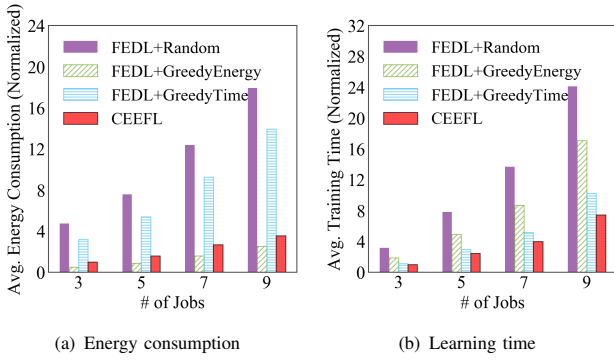 Avg. Energy Consumption (Normalized)
24
20
16
12
8
4
0
FEDL+Random
FEDL+GreedyEnergy
FEDL+GreedyTime
CEEFL
3 5 7 9
# of Jobs
(a) Energy consumption
Avg. Training Time (Normalized)
32
28
24
20
16
12
8
4
0
FEDL+Random
FEDL+GreedyEnergy
FEDL+GreedyTime
CEEFL
3 5 7 9
# of Jobs
(b) Learning time